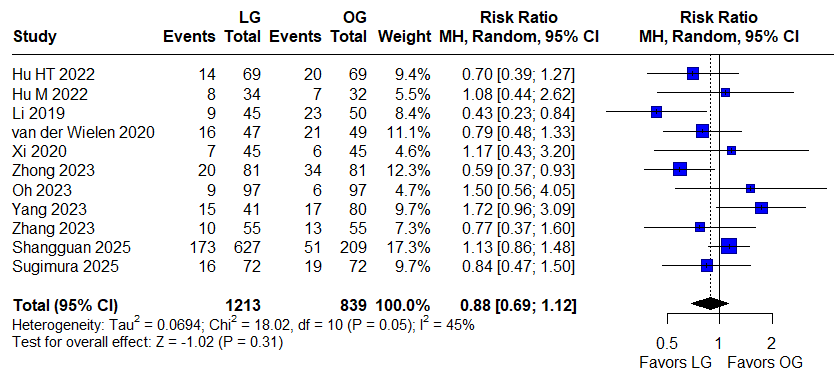 LG OG Risk Ratio Risk Ratio
Study Events Total Events Total Weight MH, Random, 95% CI MH, Random, 95% CI
Hu HT 2022 14 69 20 69 9.4% 0.70 [0.39; 1.27]
Hu M 2022 8 34 7 32 5.5% 1.08 [0.44; 2.62]
Li 2019 9 45 23 50 8.4% 0.43 [0.23; 0.84]
van der Wielen 2020 16 47 21 49 11.1% 0.79 [0.48; 1.33]
Xi 2020 7 45 6 45 4.6% 1.17 [0.43; 3.20]
Zhong 2023 20 81 34 81 12.5% 0.59 [0.37; 0.93]
Oh 2023 9 97 6 97 4.7% 1.50 [0.56; 4.05]
Yang 2023 15 41 17 80 9.7% 1.72 [0.96; 3.09]
Zhang 2023 10 55 13 55 7.2% 0.77 [0.37; 1.60]
Shangguan 2025 173 627 51 209 17.3% 1.13 [0.86; 1.48]
Sugimura 2025 16 72 19 72 9.7% 0.84 [0.47; 1.50]
Total (95% CI) 1213 839 100.0% 0.88 [0.69; 1.12]
Heterogeneity: Tau² = 0.0694; Chi² = 18.02, df = 10 (P = 0.05); I² = 45%
Test for overall effect: Z = -1.02 (P = 0.31)
0.5 1 2
Favors LG Favors OG